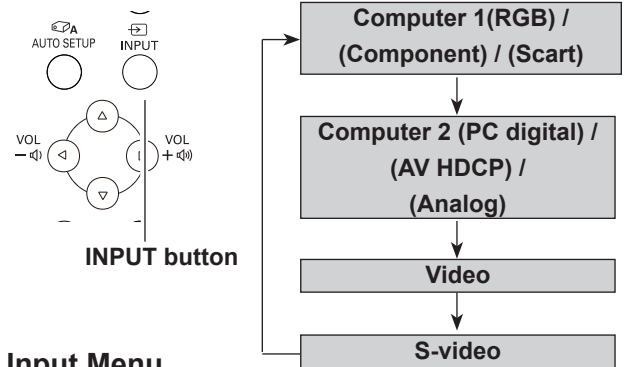 A
AUTO SETUP
INPUT
VOL
−
VOL
+
INPUT button
Input Menu
Computer 1(RGB) /
(Component) / (Scart)
Computer 2 (PC digital) /
(AV HDCP) /
(Analog)
Video
S-video